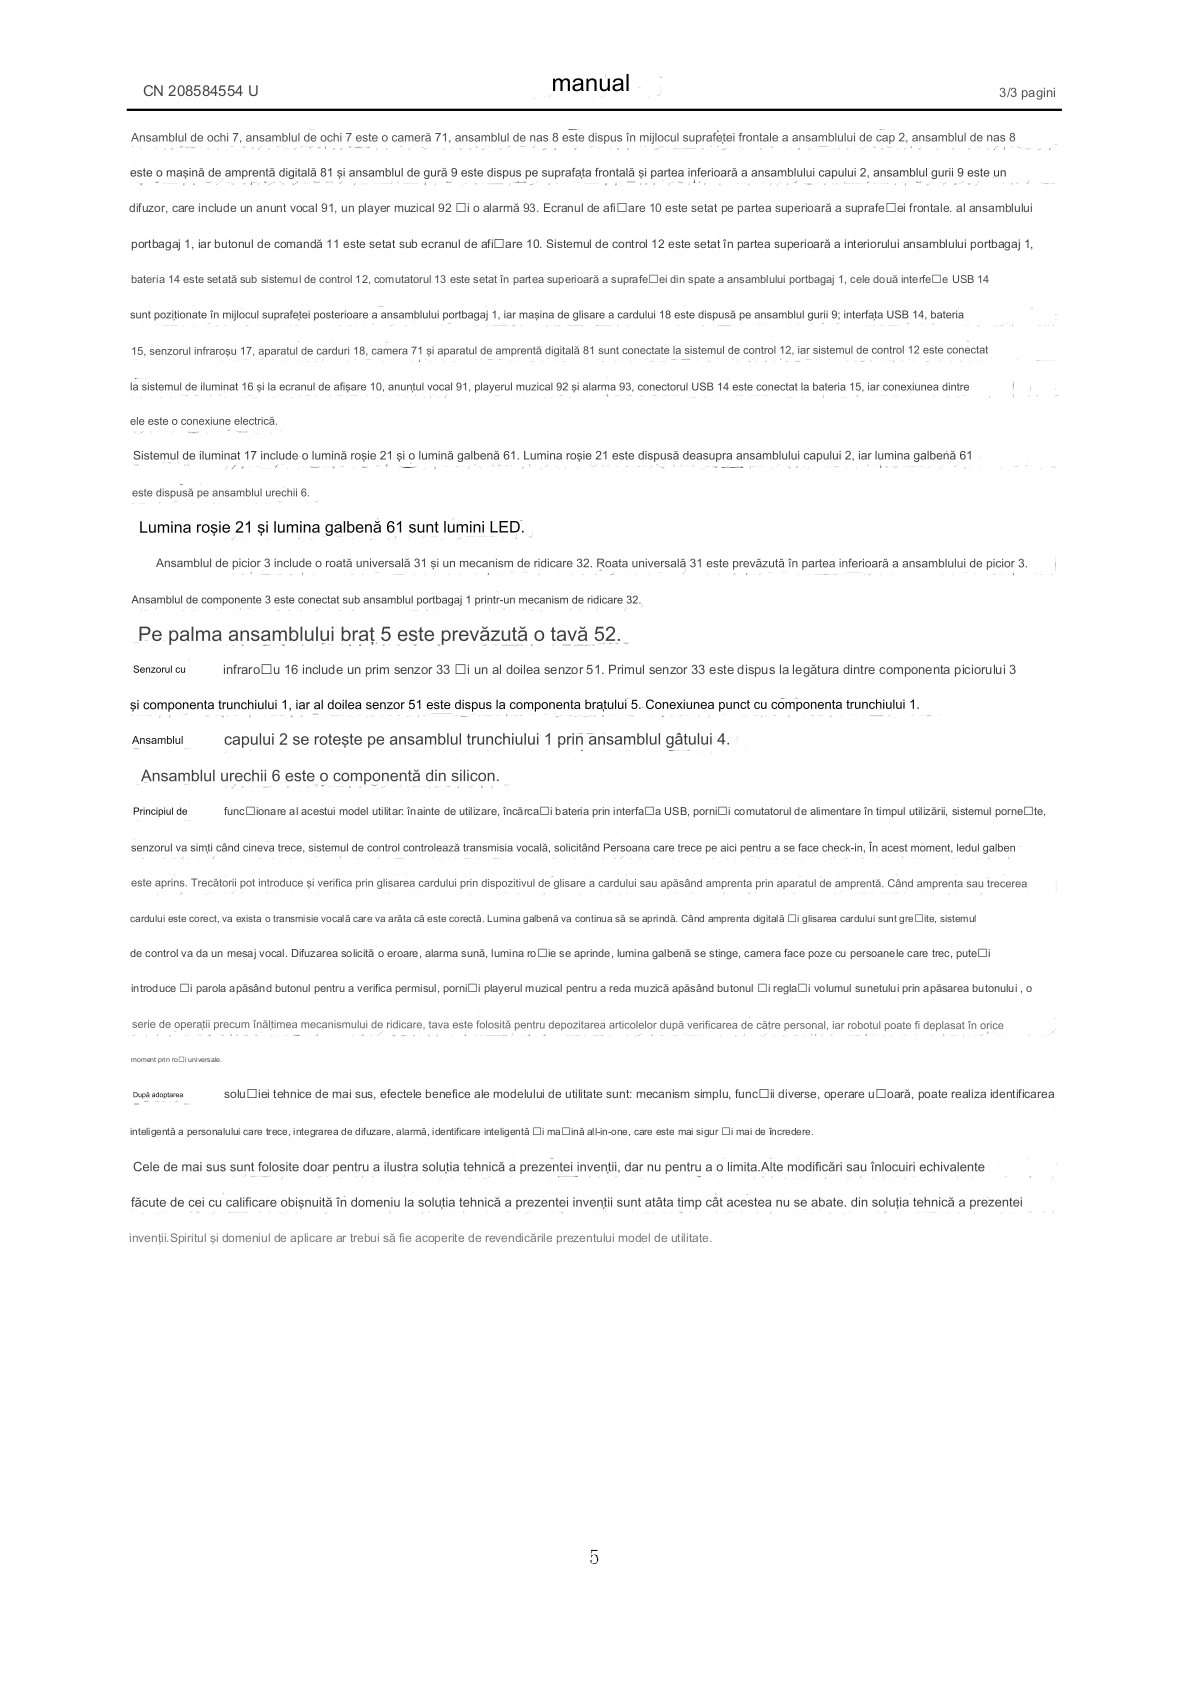 CN 208584554 U
manual
3/3 pagini
Ansamblul de ochi 7, ansamblul de ochi 7 este o cameră 71, ansamblul de nas 8 este dispus în mijlocul suprafeței frontale a ansamblului de cap 2, ansamblul de nas 8
este o mașină de amprentă digitală 81 și ansamblul de gură 9 este dispus pe suprafața frontală și partea inferioară a ansamblului capului 2, ansamblul gurii 9 este un
difuzor, care include un anunt vocal 91, un player muzical 92 □i o alarmă 93. Ecranul de afi□are 10 este setat pe partea superioară a suprafe□ei frontale. al ansamblului
portbagaj 1, iar butonul de comandă 11 este setat sub ecranul de afi□are 10. Sistemul de control 12 este setat în partea superioară a interiorului ansamblului portbagaj 1,
bateria 14 este setată sub sistemul de control 12, comutatorul 13 este setat în partea superioară a suprafe□ei din spate a ansamblului portbagaj 1, cele două interfe□e USB 14
sunt poziționate în mijlocul suprafeței posterioare a ansamblului portbagaj 1, iar mașina de glisare a cardului 18 este dispusă pe ansamblul gurii 9; interfața USB 14, bateria
15, senzorul infraroșu 17, aparatul de carduri 18, camera 71 și aparatul de amprentă digitală 81 sunt conectate la sistemul de control 12, iar sistemul de control 12 este conectat
la sistemul de iluminat 16 și la ecranul de afișare 10, anunțul vocal 91, playerul muzical 92 și alarma 93, conectorul USB 14 este conectat la bateria 15, iar conexiunea dintre
ele este o conexiune electrică.
Sistemul de iluminat 17 include o lumină roșie 21 și o lumină galbenă 61. Lumina roșie 21 este dispusă deasupra ansamblului capului 2, iar lumina galbenă 61
este dispusă pe ansamblul urechii 6.
Lumina roșie 21 și lumina galbenă 61 sunt lumini LED.
Ansamblul de picior 3 include o roată universală 31 și un mecanism de ridicare 32. Roata universală 31 este prevăzută în partea inferioară a ansamblului de picior 3.
Ansamblul de componente 3 este conectat sub ansamblul portbagaj 1 printr-un mecanism de ridicare 32.
Pe palma ansamblului braț 5 este prevăzută o tavă 52.
Senzorul cu infraro□u 16 include un prim senzor 33 □i un al doilea senzor 51. Primul senzor 33 este dispus la legătura dintre componenta piciorului 3
și componenta trunchiului 1, iar al doilea senzor 51 este dispus la componenta brațului 5. Conexiunea punct cu componenta trunchiului 1.
Ansamblul capului 2 se rotește pe ansamblul trunchiului 1 prin ansamblul gâtului 4.
Ansamblul urechii 6 este o componentă din silicon.
Principiul de func□ionare al acestui model utilitar: înainte de utilizare, încărca□i bateria prin interfa□a USB, porni□i comutatorul de alimentare în timpul utilizării, sistemul porne□te,
senzorul va simți când cineva trece, sistemul de control controlează transmisia vocală, solicitând Persoana care trece pe aici pentru a se face check-in, În acest moment, ledul galben
este aprins. Trecătorii pot introduce și verifica prin glisarea cardului prin dispozitivul de glisare a cardului sau apăsând amprenta prin aparatul de amprentă. Când amprenta sau trecerea
cardului este corect, va exista o transmisie vocală care va arăta că este corectă. Lumina galbenă va continua să se aprindă. Când amprenta digitală □i glisarea cardului sunt gre□ite, sistemul
de control va da un mesaj vocal. Difuzarea solicită o eroare, alarma sună, lumina ro□ie se aprinde, lumina galbenă se stinge, camera face poze cu persoanele care trec, pute□i
introduce □i parola apăsând butonul pentru a verifica permisul, porni□i playerul muzical pentru a reda muzică apăsând butonul □i regla□i volumul sunetului prin apăsarea butonului , o
serie de operații precum înălțimea mecanismului de ridicare, tava este folosită pentru depozitarea articolelor după verificarea de către personal, iar robotul poate fi deplasat în orice
moment prin ro□i universale.
După adoptarea solu□iei tehnice de mai sus, efectele benefice ale modelului de utilitate sunt: mecanism simplu, func□ii diverse, operare u□oară, poate realiza identificarea
inteligentă a personalului care trece, integrarea de difuzare, alarmă, identificare inteligentă □i ma□ină all-in-one, care este mai sigur □i mai de încredere.
Cele de mai sus sunt folosite doar pentru a ilustra soluția tehnică a prezentei invenții, dar nu pentru a o limita.Alte modificări sau înlocuiri echivalente
făcute de cei cu calificare obișnuită în domeniu la soluția tehnică a prezentei invenții sunt atâta timp cât acestea nu se abate. din soluția tehnică a prezentei
invenții.Spiritul și domeniul de aplicare ar trebui să fie acoperite de revendicările prezentului model de utilitate.
5